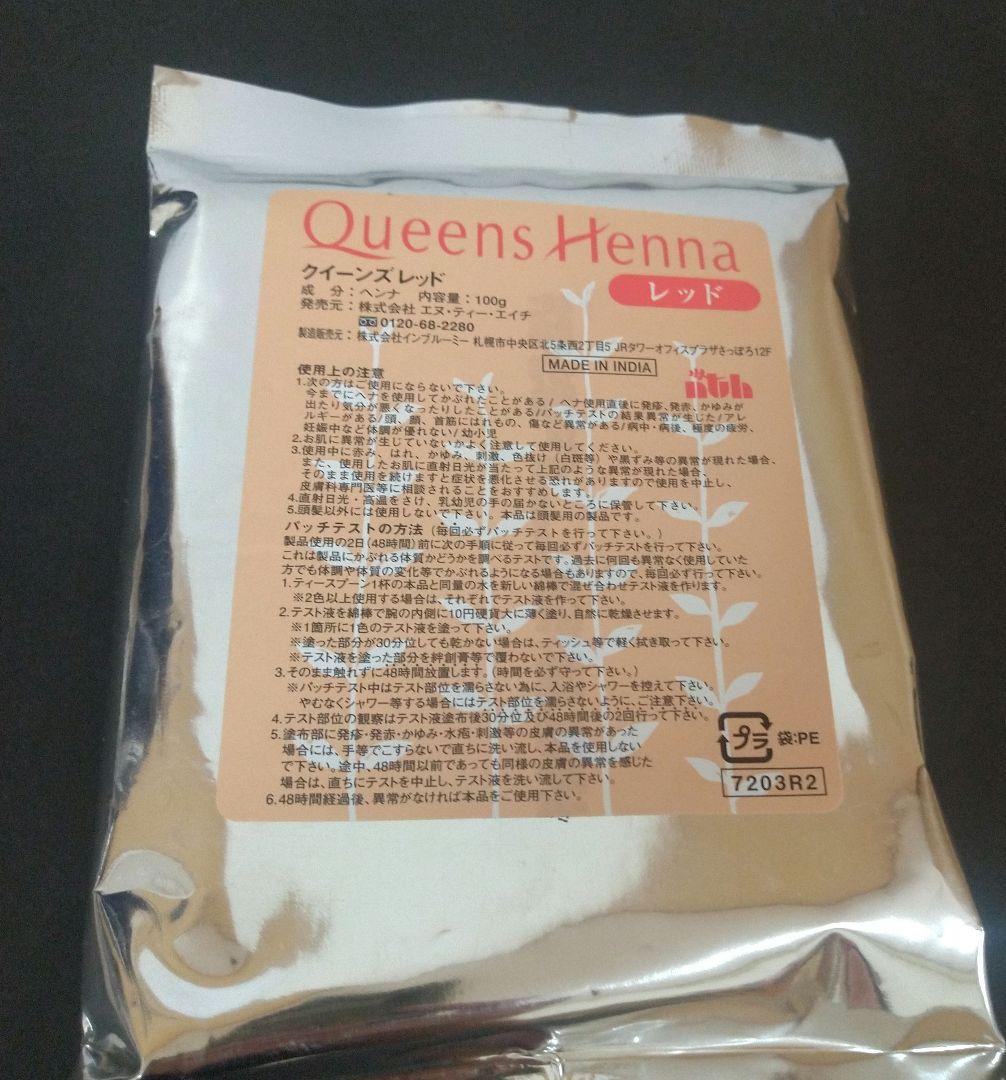 Queens Henna
クイーンズ レッド
レッド
成 分：ヘンナ 内容量：100g
発売元：株式会社 エヌ・ティー・エイチ
0120-68-2280
製造販売元：株式会社インブルーミー 札幌市中央区北5条西2丁目5 JRタワーオフィスプラザさっぽろ12F
MADE IN INDIA
nth
使用上の注意
1.次の方はご使用にならないで下さい。
今までにヘナを使用してかぶれたことがある/ ヘナ使用直後に発疹、発赤、かゆみが
出たり気分が悪くなったりしたことがある/パッチテストの結果異常が生じた/アレ
ルギーがある/頭、顔、首筋にはれもの、傷など異常がある/病中・病後、極度の疲労、
妊娠中など体調が優れない/幼小児
2.お肌に異常が生じていないかよく注意して使用してください。
3.使用中に赤み、はれ、かゆみ、刺激、色抜け（白斑等）や黒ずみ等の異常が現れた場合、
また、使用したお肌に直射日光が当たって上記のような異常が現れた場合、
そのまま使用を続けますと症状を悪化させる恐れがありますので使用を中止し、
皮膚科専門医等に相談されることをおすすめします。
4.直射日光・高温をさけ、乳幼児の手の届かないところに保管して下さい。
5.頭髪以外には使用しないで下さい。本品は頭髪用の製品です。
パッチテストの方法（毎回必ずパッチテストを行って下さい。）
製品使用の2日(48時間)前に次の手順に従って毎回必ずパッチテストを行って下さい。
これは製品にかぶれる体質かどうかを調べるテストです。過去に何回も異常なく使用していた
方でも体調や体質の変化等でかぶれるようになる場合もありますので、毎回必ず行って下さい。
1.ティースプーン1杯の本品と同量の水を新しい綿棒で混ぜ合わせテスト液を作ります。
※2色以上使用する場合は、それぞれでテスト液を作って下さい。
2.テスト液を綿棒で腕の内側に10円硬貨大に薄く塗り、自然に乾燥させます。
※1箇所に1色のテスト液を塗って下さい。
※塗った部分が30分位しても乾かない場合は、ティッシュ等で軽く拭き取って下さい。
※テスト液を塗った部分を絆創膏等で覆わないで下さい。
3.そのまま触れずに48時間放置します。(時間を必ず守って下さい。)
※パッチテスト中はテスト部位を濡らさない為に、入浴やシャワーを控えて下さい。
やむなくシャワー等する場合にはテスト部位を濡らさないように、ご注意下さい。
4.テスト部位の観察はテスト液塗布後30分位及び48時間後の2回行って下さい。
5.塗布部に発疹・発赤・かゆみ・水疱・刺激等の皮膚の異常があった
場合には、手等でこすらないで直ちに洗い流し、本品を使用しない
で下さい。途中、48時間以前であっても同様の皮膚の異常を感じた
場合は、直ちにテストを中止し、テスト液を洗い流して下さい。
6.48時間経過後、異常がなければ本品をご使用下さい。
プラ 袋:PE
7203R2